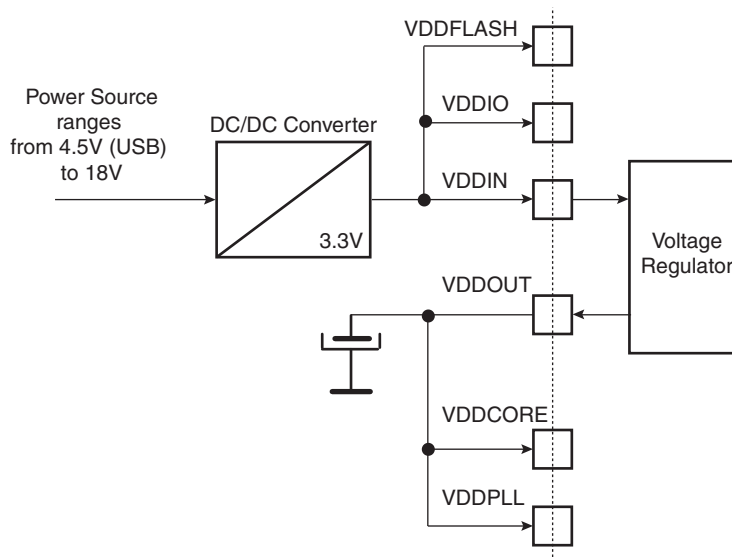 VDDFLASH
Power Source
ranges
from 4.5V (USB)
to 18V
DC/DC Converter
VDDIO
VDDIN
3.3V
Voltage
Regulator
VDDOUT
VDDCORE
VDDPLL